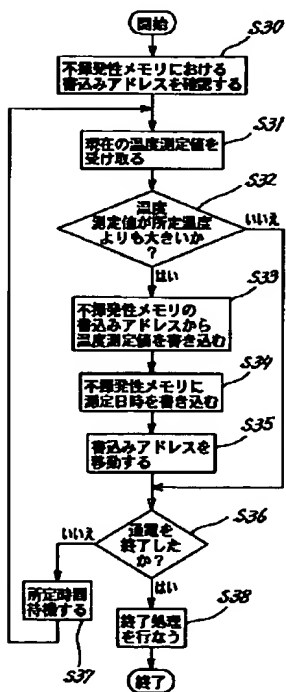 開始
S30
不揮発性メモリにおける
書込みアドレスを確認する
S31
現在の温度測定値を
受け取る
S32
温度
測定値が所定温度
よりも大きいか
?
いいえ
はい
S33
不揮発性メモリの
書込みアドレスから
温度測定値を書き込む
S34
不揮発性メモリに
測定日時を書き込む
S35
書込みアドレスを
移動する
S36
通電を
終了した
か?
いいえ
はい
所定時間
待機する
S37
S38
終了処理
を行なう
終了